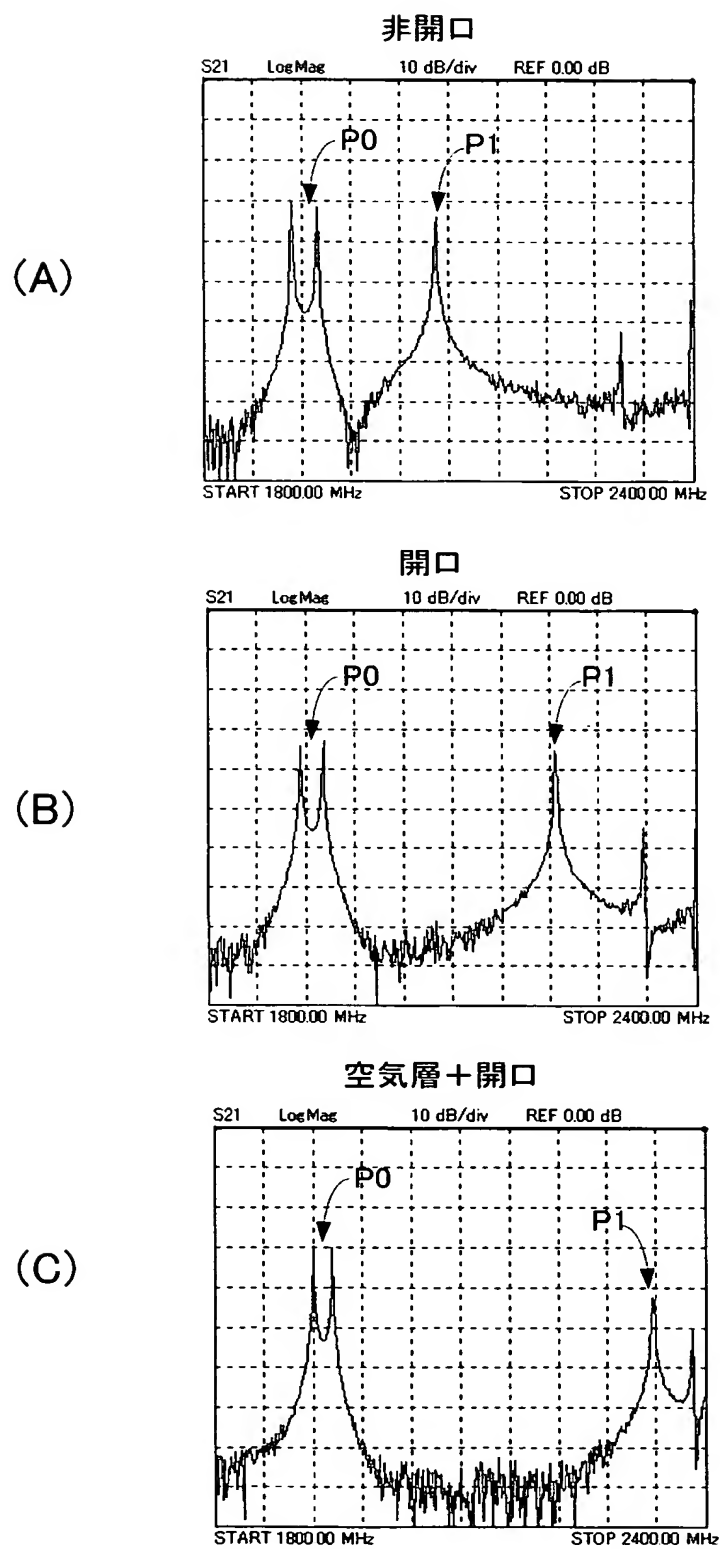 非開口
S21 LogMag 10 dB/div REF 0.00 dB
P0
P1
(A)
START 1800.00 MHz STOP 2400.00 MHz
開口
S21 LogMag 10 dB/div REF 0.00 dB
P0
P1
(B)
START 1800.00 MHz STOP 2400.00 MHz
空気層+開口
S21 LogMag 10 dB/div REF 0.00 dB
P0
P1
(C)
START 1800.00 MHz STOP 2400.00 MHz